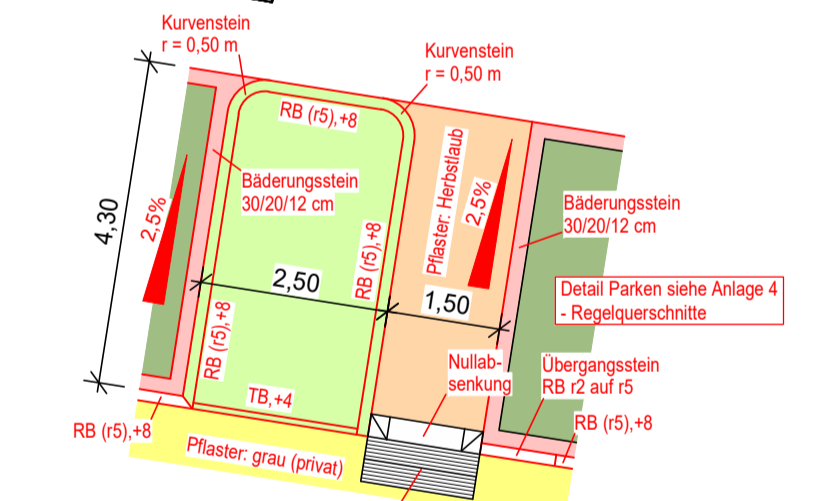 Kurvenstein
r = 0,50 m
Kurvenstein
r = 0,50 m
RB (r5),+8
4,30
2,5%
Bäderungsstein
30/20/12 cm
Pflaster: Herbstlaub
2,5%
Bäderungsstein
30/20/12 cm
RB (r5),+8
2,50
1,50
Detail Parken siehe Anlage 4
- Regelquerschnitte
RB (r5),+8
Nullab-
senkung
Übergangsstein
RB r2 auf r5
TB,+4
RB (r5),+8
RB (r5),+8
Pflaster: grau (privat)